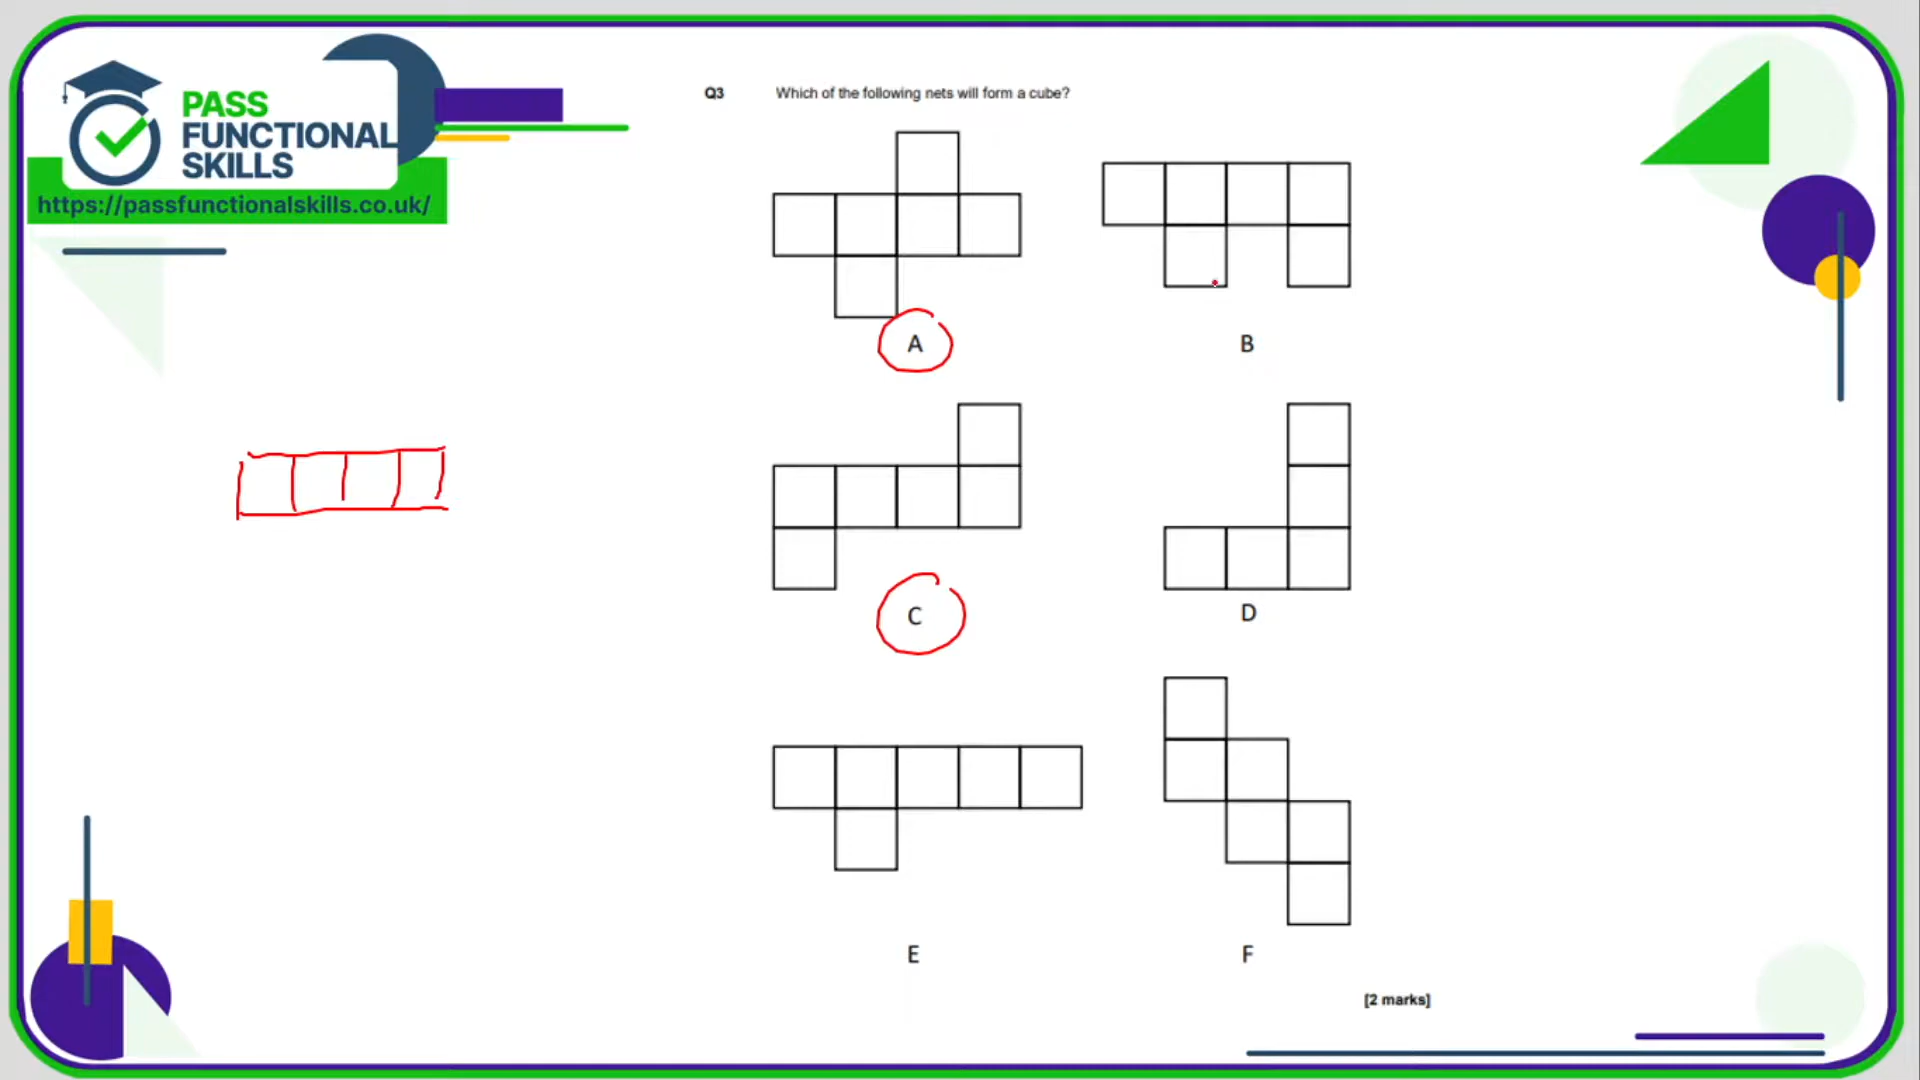 PASS
FUNCTIONAL
SKILLS
https://passfunctionalskills.co.uk/
Q3 Which of the following nets will form a cube?
A
B
C
D
E
F
[2 marks]